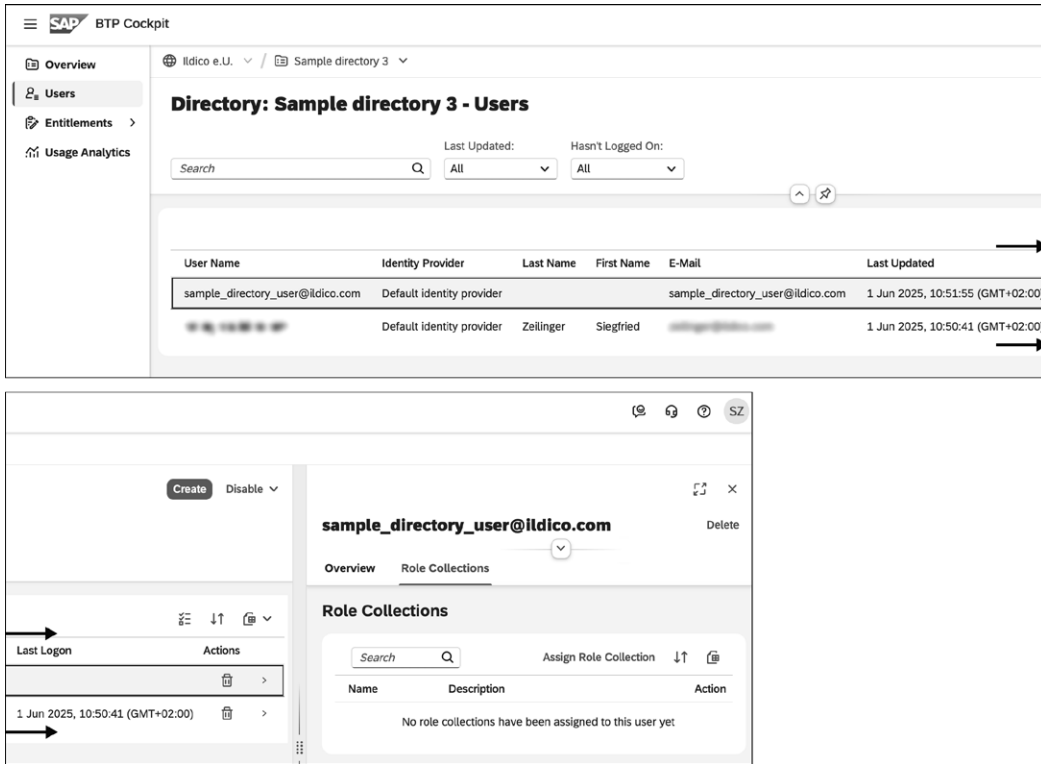 SAP BTP Cockpit
Overview
Users
Entitlements
Usage Analytics
Ildico e.U. / Sample directory 3
Directory: Sample directory 3 - Users
Last Updated: Hasn't Logged On:
Search All All
User Name Identity Provider Last Name First Name E-Mail Last Updated
sample_directory_user@ildico.com Default identity provider sample_directory_user@ildico.com 1 Jun 2025, 10:51:55 (GMT+02:00)
Default identity provider Zeilinger Siegfried 1 Jun 2025, 10:50:41 (GMT+02:00)
SZ
Create Disable
sample_directory_user@ildico.com Delete
Overview Role Collections
Role Collections
Last Logon Actions
1 Jun 2025, 10:50:41 (GMT+02:00)
Search Assign Role Collection
Name Description Action
No role collections have been assigned to this user yet